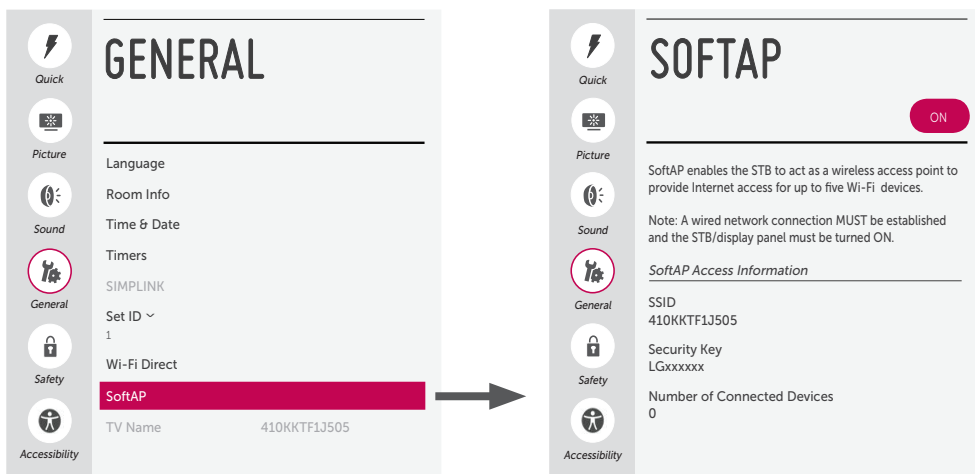 GENERAL
Quick
Picture
Sound
General
Safety
Accessibility
Language
Room Info
Time & Date
Timers
SIMPLINK
Set ID
1
Wi-Fi Direct
SoftAP
TV Name 410KKTF1J505
SOFTAP
ON
Quick
Picture
Sound
General
Safety
Accessibility
SoftAP enables the STB to act as a wireless access point to
provide Internet access for up to five Wi-Fi devices.
Note: A wired network connection MUST be established
and the STB/display panel must be turned ON.
SoftAP Access Information
SSID
410KKTF1J505
Security Key
LGxxxxxx
Number of Connected Devices
0